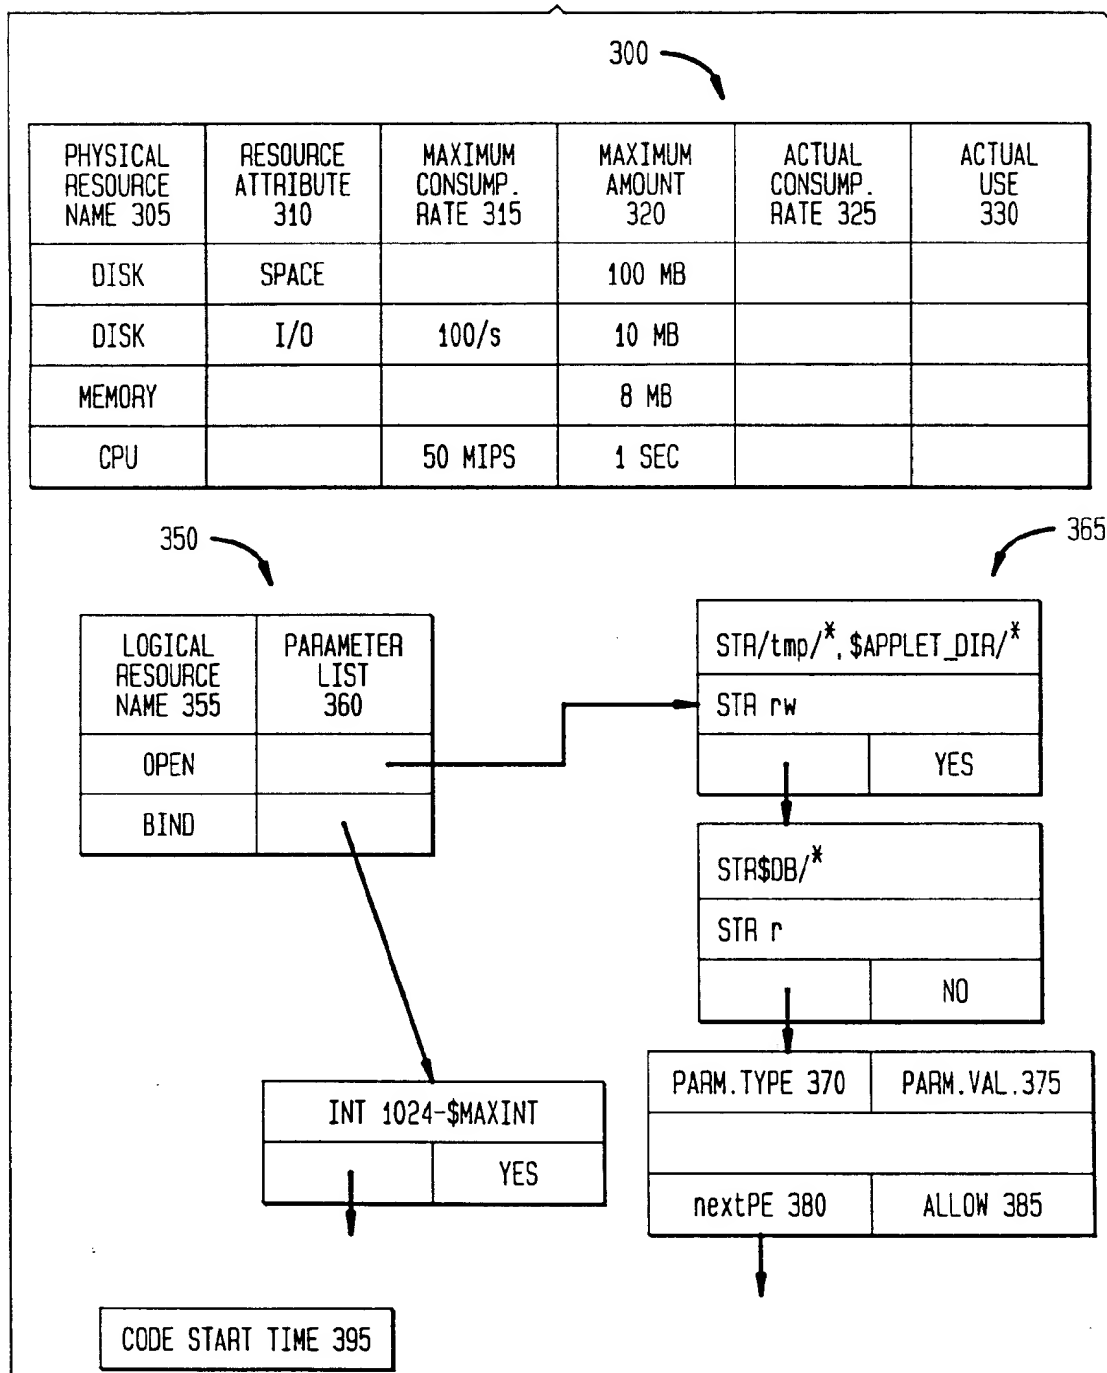 300
PHYSICAL RESOURCE NAME 305
RESOURCE ATTRIBUTE 310
MAXIMUM CONSUMP. RATE 315
MAXIMUM AMOUNT 320
ACTUAL CONSUMP. RATE 325
ACTUAL USE 330
DISK SPACE 100 MB
DISK I/O 100/s 10 MB
MEMORY 8 MB
CPU 50 MIPS 1 SEC
350
365
LOGICAL RESOURCE NAME 355
PARAMETER LIST 360
OPEN
BIND
STR/tmp/*, $APPLET_DIR/*
STR rw
YES
STR$DB/*
STR r
NO
PARM.TYPE 370 PARM.VAL.375
nextPE 380 ALLOW 385
INT 1024-$MAXINT
YES
CODE START TIME 395